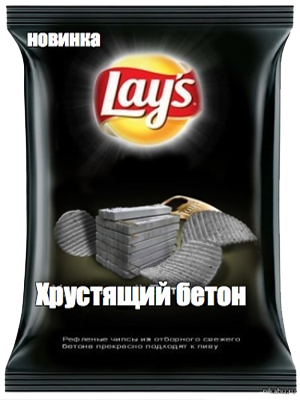 новинка
Lay's
Хрустящий бетон
Рефленые чипсы из отборного свежего
бетона прекрасно подходят к пиву